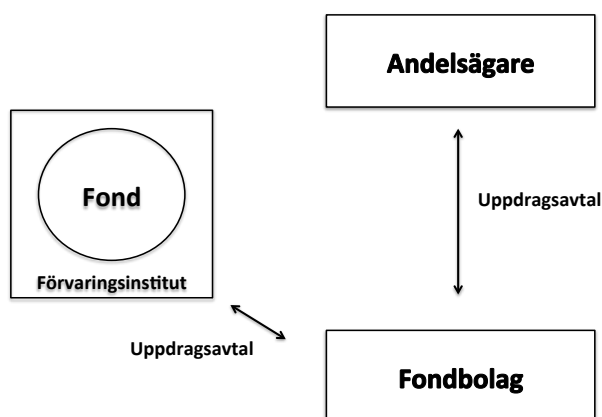 Andelsägare
Fond
Förvaringsinstitut
Uppdragsavtal
Uppdragsavtal
Fondbolag